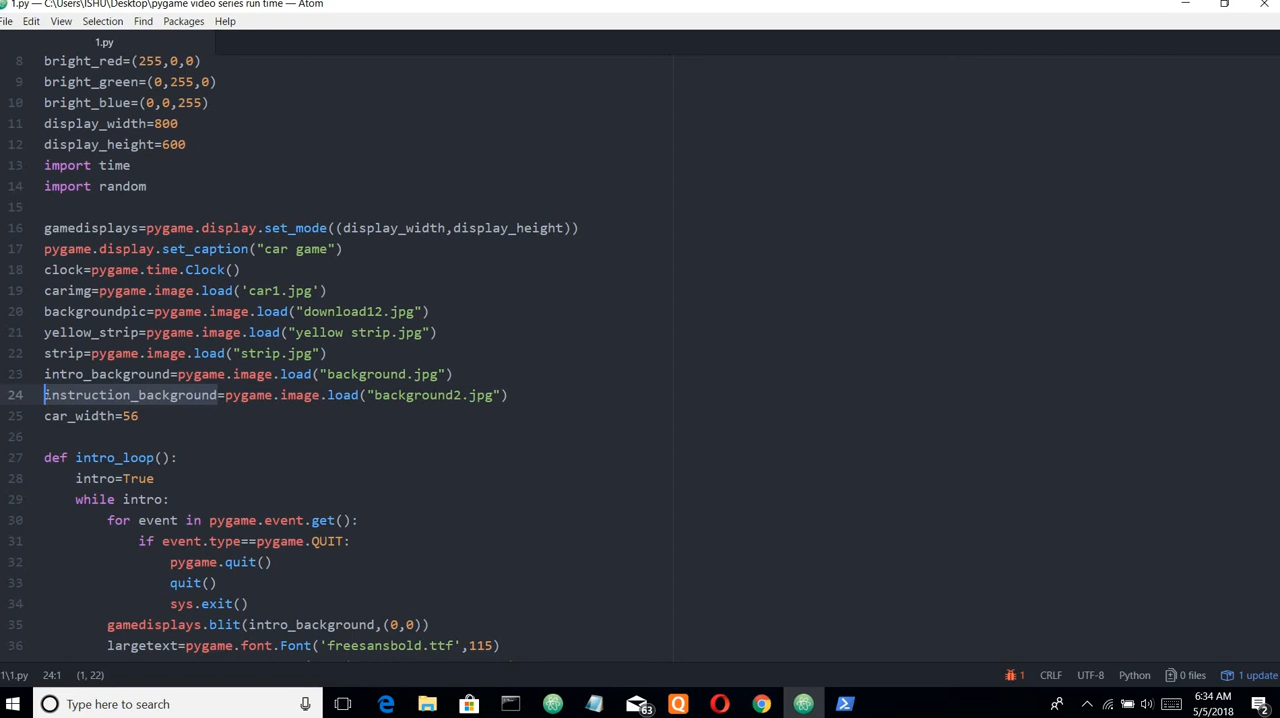 1.py — C:\Users\ISHU\Desktop\pygame video series run time — Atom
File Edit View Selection Find Packages Help
1.py
8 bright_red=(255,0,0)
9 bright_green=(0,255,0)
10 bright_blue=(0,0,255)
11 display_width=800
12 display_height=600
13 import time
14 import random
15
16 gamedisplays=pygame.display.set_mode((display_width,display_height))
17 pygame.display.set_caption("car game")
18 clock=pygame.time.Clock()
19 carimg=pygame.image.load('car1.jpg')
20 backgroundpic=pygame.image.load("download12.jpg")
21 yellow_strip=pygame.image.load("yellow strip.jpg")
22 strip=pygame.image.load("strip.jpg")
23 intro_background=pygame.image.load("background.jpg")
24 instruction_background=pygame.image.load("background2.jpg")
25 car_width=56
26
27 def intro_loop():
28 intro=True
29 while intro:
30 for event in pygame.event.get():
31 if event.type==pygame.QUIT:
32 pygame.quit()
33 quit()
34 sys.exit()
35 gamedisplays.blit(intro_background,(0,0))
36 largetext=pygame.font.Font('freesansbold.ttf',115)
1\1.py 24:1 (1, 22) 1 CRLF UTF-8 Python 0 files 1 update
Type here to search 63 6:34 AM
5/5/2018 2